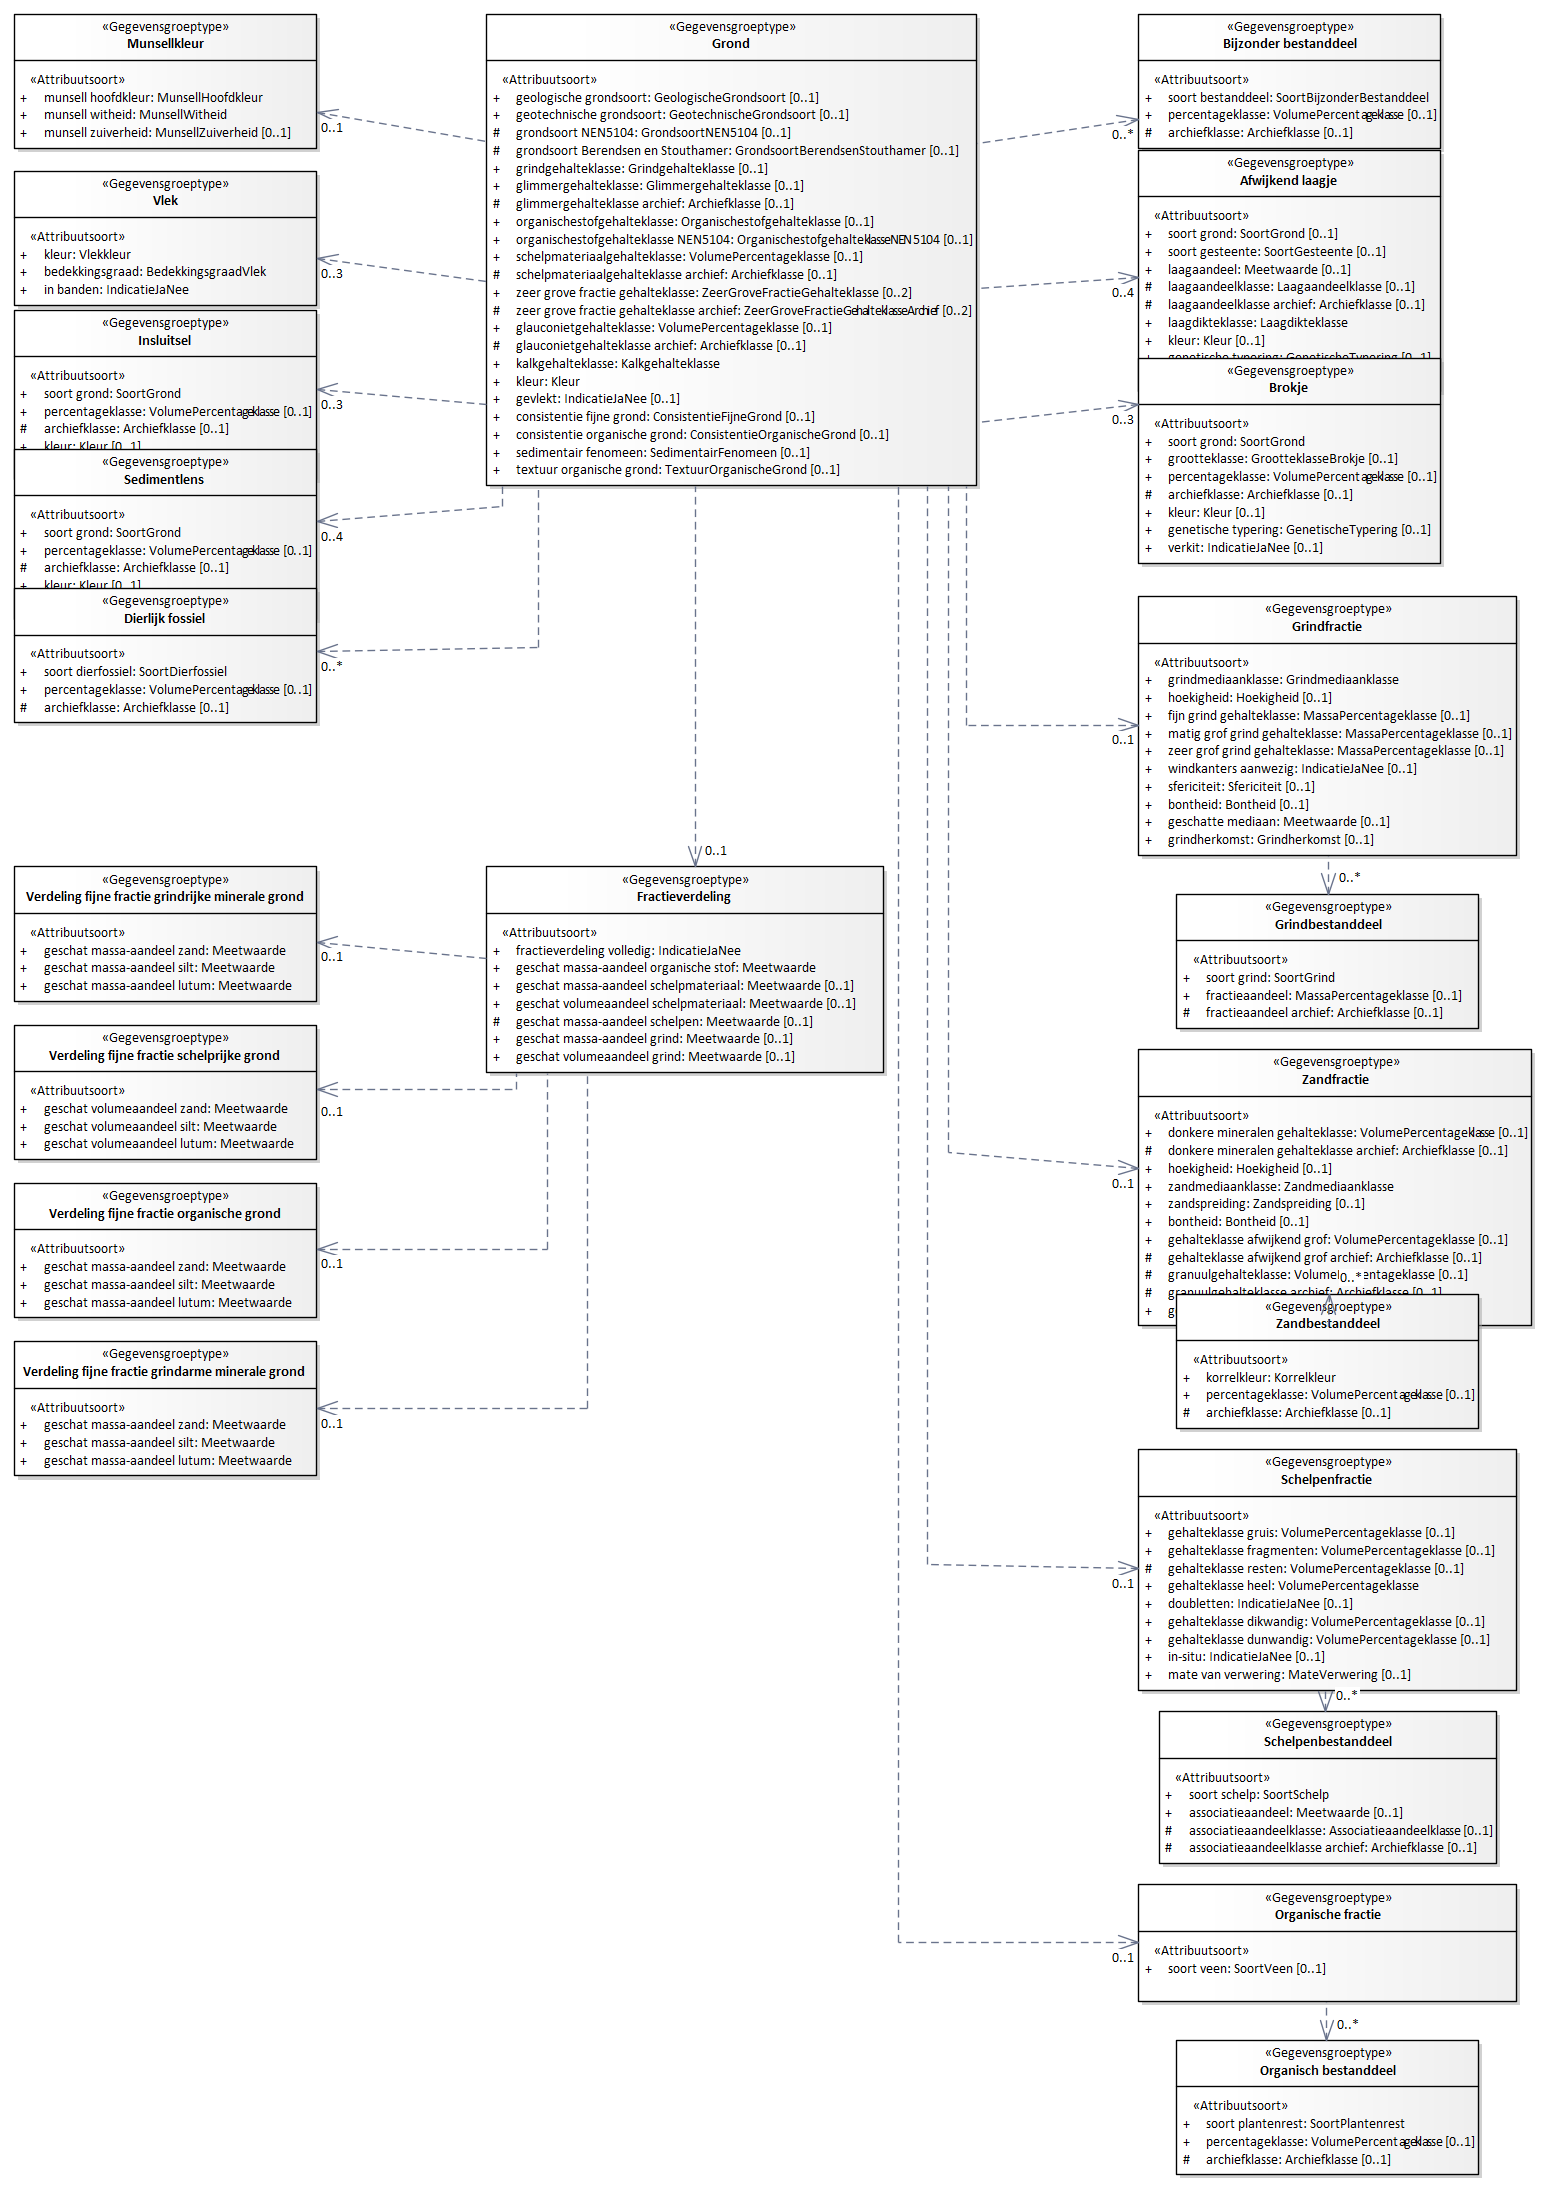 «Gegevensgroeptype»
Munsellkleur
«Attribuutsoort»
+ munsell hoofdkleur: MunsellHoofdkleur
+ munsell witheid: MunsellWitheid
+ munsell zuiverheid: MunsellZuiverheid [0..1]
0..1
«Gegevensgroeptype»
Vlek
«Attribuutsoort»
+ kleur: Vlekkleur
+ bedekkingsgraad: BedekkingsgraadVlek
+ in banden: IndicatieJaNee
0..3
«Gegevensgroeptype»
Insluitsel
«Attribuutsoort»
+ soort grond: SoortGrond
+ percentageklasse: VolumePercentageklasse [0..1]
# archiefklasse: Archiefklasse [0..1]
+ kleur: Kleur [0..1]
0..3
«Gegevensgroeptype»
Sedimentlens
«Attribuutsoort»
+ soort grond: SoortGrond
+ percentageklasse: VolumePercentageklasse [0..1]
# archiefklasse: Archiefklasse [0..1]
+ kleur: Kleur [0..1]
0..4
«Gegevensgroeptype»
Dierlijk fossiel
«Attribuutsoort»
+ soort dierfossiel: SoortDierfossiel
+ percentageklasse: VolumePercentageklasse [0..1]
# archiefklasse: Archiefklasse [0..1]
0..*
«Gegevensgroeptype»
Grond
«Attribuutsoort»
+ geologische grondsoort: GeologischeGrondsoort [0..1]
+ geotechnische grondsoort: GeotechnischeGrondsoort [0..1]
# grondsoort NEN5104: GrondsoortNEN5104 [0..1]
# grondsoort Berendsen en Stouthamer: GrondsoortBerendsenStouthamer [0..1]
+ grindgehalteklasse: Grindgehalteklasse [0..1]
+ glimmergehalteklasse: Glimmergehalteklasse [0..1]
# glimmergehalteklasse archief: Archiefklasse [0..1]
+ organischestofgehalteklasse: Organischestofgehalteklasse [0..1]
+ organischestofgehalteklasse NEN5104: OrganischestofgehalteklasseNEN5104 [0..1]
+ schelpmateriaalgehalteklasse: VolumePercentageklasse [0..1]
# schelpmateriaalgehalteklasse archief: Archiefklasse [0..1]
+ zeer grove fractie gehalteklasse: ZeerGroveFractieGehalteklasse [0..2]
# zeer grove fractie gehalteklasse archief: ZeerGroveFractieGehalteklasseArchief [0..2]
+ glauconietgehalteklasse: VolumePercentageklasse [0..1]
# glauconietgehalteklasse archief: Archiefklasse [0..1]
+ kalkgehalteklasse: Kalkgehalteklasse
+ kleur: Kleur
+ gevlekt: IndicatieJaNee [0..1]
+ consistentie fijne grond: ConsistentieFijneGrond [0..1]
+ consistentie organische grond: ConsistentieOrganischeGrond [0..1]
+ sedimentair fenomeen: SedimentairFenomeen [0..1]
+ textuur organische grond: TextuurOrganischeGrond [0..1]
«Gegevensgroeptype»
Bijzonder bestanddeel
«Attribuutsoort»
+ soort bestanddeel: SoortBijzonderBestanddeel
+ percentageklasse: VolumePercentageklasse [0..1]
# archiefklasse: Archiefklasse [0..1]
0..*
«Gegevensgroeptype»
Afwijkend laagje
«Attribuutsoort»
+ soort grond: SoortGrond [0..1]
+ soort gesteente: SoortGesteente [0..1]
+ laagaandeel: Meetwaarde [0..1]
# laagaandeelklasse: Laagaandeelklasse [0..1]
# laagaandeelklasse archief: Archiefklasse [0..1]
+ laagdikteklasse: Laagdikteklasse
+ kleur: Kleur [0..1]
+ genetische typering: GenetischeTypering [0..1]
0..4
«Gegevensgroeptype»
Brokje
«Attribuutsoort»
+ soort grond: SoortGrond
+ grootteklasse: GrootteklasseBrokje [0..1]
+ percentageklasse: VolumePercentageklasse [0..1]
# archiefklasse: Archiefklasse [0..1]
+ kleur: Kleur [0..1]
+ genetische typering: GenetischeTypering [0..1]
+ verkit: IndicatieJaNee [0..1]
0..3
«Gegevensgroeptype»
Grindfractie
«Attribuutsoort»
+ grindmediaanklasse: Grindmediaanklasse
+ hoekigheid: Hoekigheid [0..1]
+ fijn grind gehalteklasse: MassaPercentageklasse [0..1]
+ matig grof grind gehalteklasse: MassaPercentageklasse [0..1]
+ zeer grof grind gehalteklasse: MassaPercentageklasse [0..1]
+ windkanters aanwezig: IndicatieJaNee [0..1]
+ sfericiteit: Sfericiteit [0..1]
+ bontheid: Bontheid [0..1]
+ geschatte mediaan: Meetwaarde [0..1]
+ grindherkomst: Grindherkomst [0..1]
0..1
0..*
«Gegevensgroeptype»
Grindbestanddeel
«Attribuutsoort»
+ soort grind: SoortGrind
+ fractieaandeel: MassaPercentageklasse [0..1]
# fractieaandeel archief: Archiefklasse [0..1]
0..1
«Gegevensgroeptype»
Fractieverdeling
«Attribuutsoort»
+ fractieverdeling volledig: IndicatieJaNee
+ geschat massa-aandeel organische stof: Meetwaarde
+ geschat massa-aandeel schelpmateriaal: Meetwaarde [0..1]
+ geschat volumeaandeel schelpmateriaal: Meetwaarde [0..1]
# geschat massa-aandeel schelpen: Meetwaarde [0..1]
+ geschat massa-aandeel grind: Meetwaarde [0..1]
+ geschat volumeaandeel grind: Meetwaarde [0..1]
«Gegevensgroeptype»
Verdeling fijne fractie grindrijke minerale grond
«Attribuutsoort»
+ geschat massa-aandeel zand: Meetwaarde
+ geschat massa-aandeel silt: Meetwaarde
+ geschat massa-aandeel lutum: Meetwaarde
0..1
«Gegevensgroeptype»
Verdeling fijne fractie schelprijke grond
«Attribuutsoort»
+ geschat volumeaandeel zand: Meetwaarde
+ geschat volumeaandeel silt: Meetwaarde
+ geschat volumeaandeel lutum: Meetwaarde
0..1
«Gegevensgroeptype»
Verdeling fijne fractie organische grond
«Attribuutsoort»
+ geschat massa-aandeel zand: Meetwaarde
+ geschat massa-aandeel silt: Meetwaarde
+ geschat massa-aandeel lutum: Meetwaarde
0..1
«Gegevensgroeptype»
Verdeling fijne fractie grindarme minerale grond
«Attribuutsoort»
+ geschat massa-aandeel zand: Meetwaarde
+ geschat massa-aandeel silt: Meetwaarde
+ geschat massa-aandeel lutum: Meetwaarde
0..1
«Gegevensgroeptype»
Zandfractie
«Attribuutsoort»
+ donkere mineralen gehalteklasse: VolumePercentageklasse [0..1]
# donkere mineralen gehalteklasse archief: Archiefklasse [0..1]
+ hoekigheid: Hoekigheid [0..1]
+ zandmediaanklasse: Zandmediaanklasse
+ zandspreiding: Zandspreiding [0..1]
+ bontheid: Bontheid [0..1]
+ gehalteklasse afwijkend grof: VolumePercentageklasse [0..1]
# gehalteklasse afwijkend grof archief: Archiefklasse [0..1]
# granuulgehalteklasse: VolumePercentageklasse [0..1]
# granuulgehalteklasse archief: Archiefklasse [0..1]
+ g
0..1
0..*
«Gegevensgroeptype»
Zandbestanddeel
«Attribuutsoort»
+ korrelkleur: Korrelkleur
+ percentageklasse: VolumePercentageklasse [0..1]
# archiefklasse: Archiefklasse [0..1]
«Gegevensgroeptype»
Schelpenfractie
«Attribuutsoort»
+ gehalteklasse gruis: VolumePercentageklasse [0..1]
+ gehalteklasse fragmenten: VolumePercentageklasse [0..1]
# gehalteklasse resten: VolumePercentageklasse [0..1]
+ gehalteklasse heel: VolumePercentageklasse
+ doubletten: IndicatieJaNee [0..1]
+ gehalteklasse dikwandig: VolumePercentageklasse [0..1]
+ gehalteklasse dunwandig: VolumePercentageklasse [0..1]
+ in-situ: IndicatieJaNee [0..1]
+ mate van verwering: MateVerwering [0..1]
0..1
0..*
«Gegevensgroeptype»
Schelpenbestanddeel
«Attribuutsoort»
+ soort schelp: SoortSchelp
+ associatieaandeel: Meetwaarde [0..1]
# associatieaandeelklasse: Associatieaandeelklasse [0..1]
# associatieaandeelklasse archief: Archiefklasse [0..1]
«Gegevensgroeptype»
Organische fractie
«Attribuutsoort»
+ soort veen: SoortVeen [0..1]
0..1
0..*
«Gegevensgroeptype»
Organisch bestanddeel
«Attribuutsoort»
+ soort plantenrest: SoortPlantenrest
+ percentageklasse: VolumePercentageklasse [0..1]
# archiefklasse: Archiefklasse [0..1]